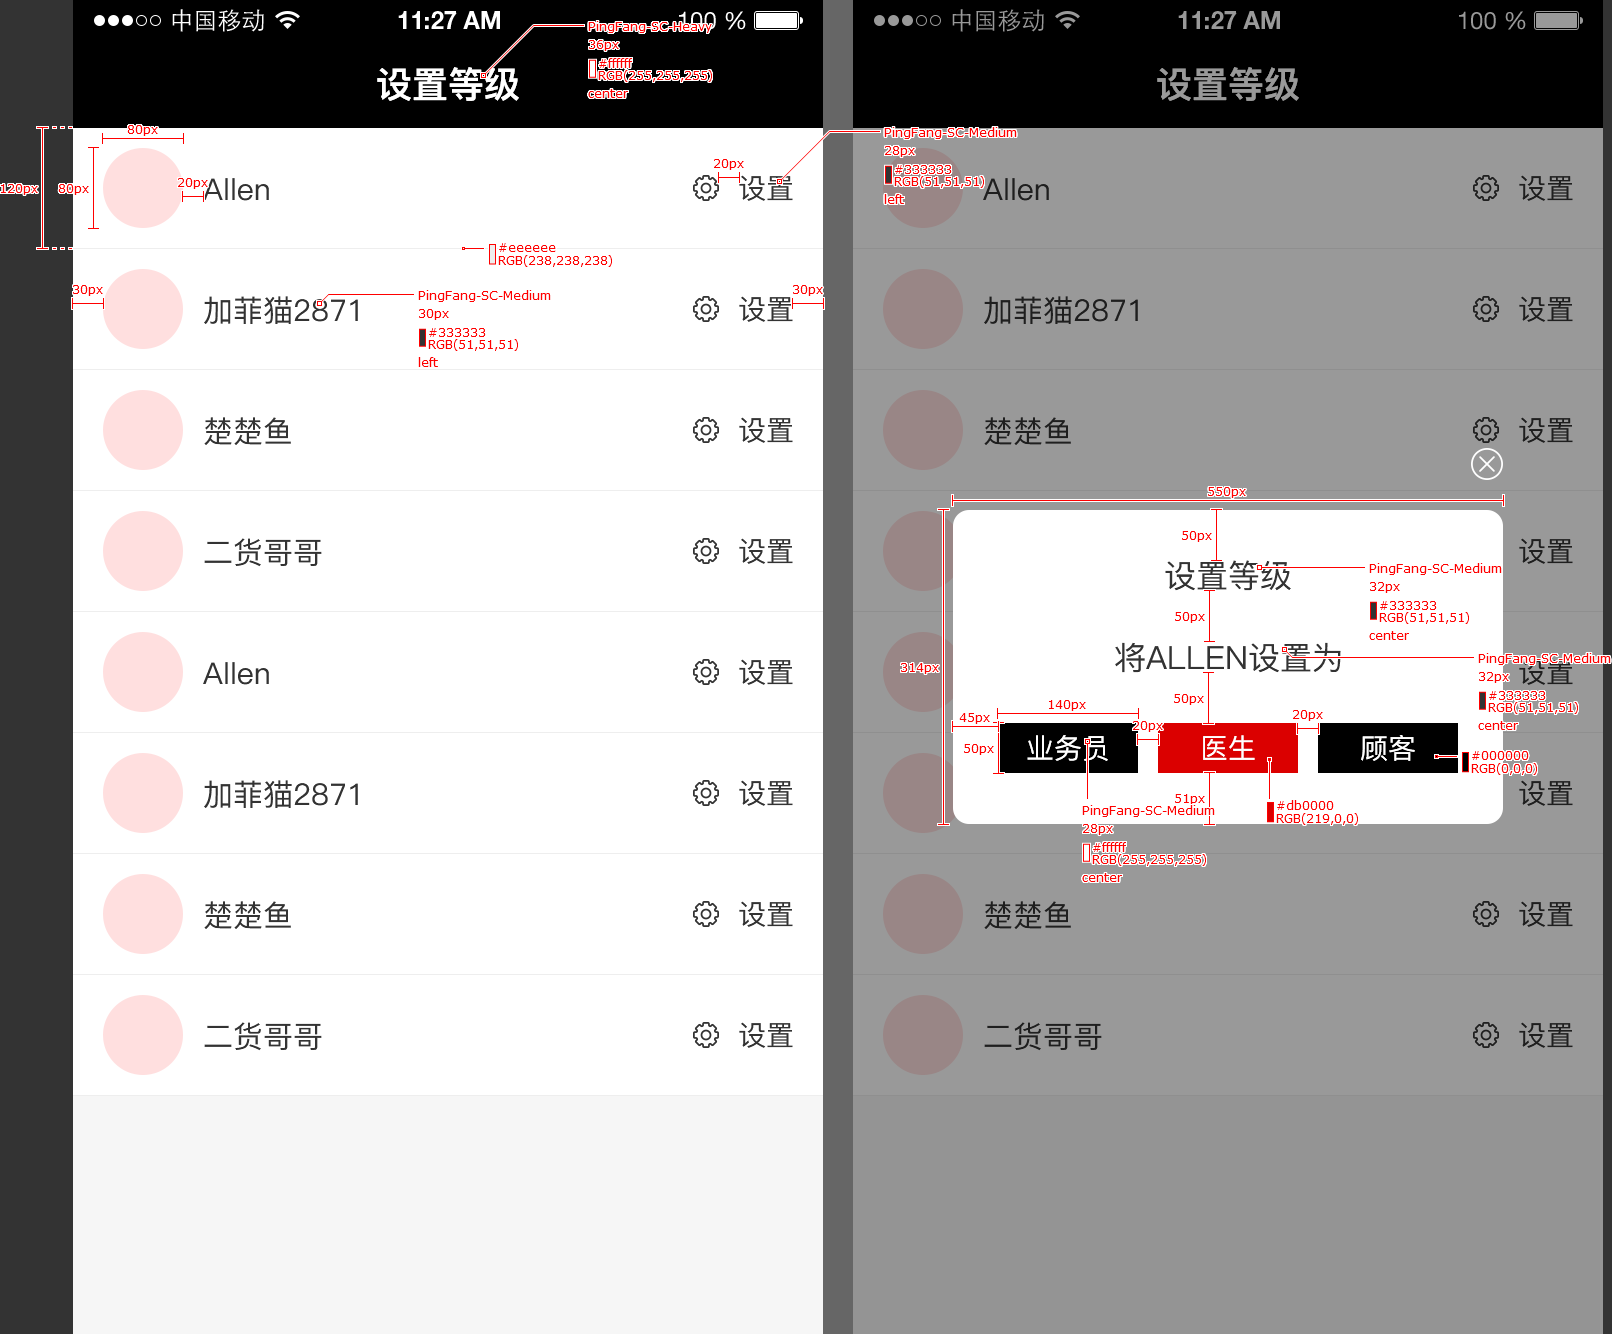 中国移动 11:27 AM 100 %
设置等级
PingFang-SC-Heavy
36px
#ffffff
RGB(255,255,255)
center
80px
120px
80px
20px
Allen
20px
设置
#eeeeee
RGB(238,238,238)
30px
加菲猫2871
设置
30px
PingFang-SC-Medium
30px
#333333
RGB(51,51,51)
left
楚楚鱼
设置
二货哥哥
设置
Allen
设置
加菲猫2871
设置
楚楚鱼
设置
二货哥哥
设置
中国移动 11:27 AM 100 %
设置等级
PingFang-SC-Medium
28px
#333333
RGB(51,51,51)
left
Allen
设置
加菲猫2871
设置
楚楚鱼
设置
550px
50px
设置
设置等级
PingFang-SC-Medium
32px
#333333
RGB(51,51,51)
center
50px
314px
将ALLEN设置为
设置
PingFang-SC-Medium
32px
#333333
RGB(51,51,51)
center
50px
140px
45px
20px
20px
50px
业务员
医生
顾客
#000000
RGB(0,0,0)
51px
设置
PingFang-SC-Medium
28px
#ffffff
RGB(255,255,255)
center
#db0000
RGB(219,0,0)
楚楚鱼
设置
二货哥哥
设置